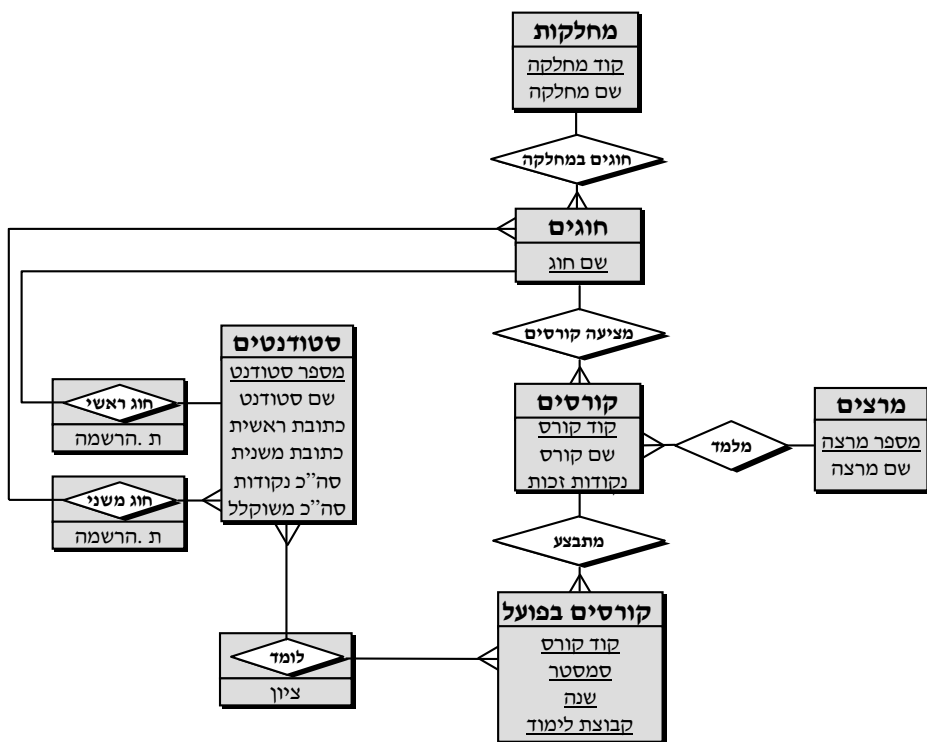 מחלקות
קוד מחלקה
שם מחלקה
חוגים במחלקה
חוגים
שם חוג
מציעה קורסים
סטודנטים
מספר סטודנט
שם סטודנט
כתובת ראשית
כתובת משנית
סה״כ נקודות
סה״כ משוקלל
קורסים
קוד קורס
שם קורס
נקודות זכות
מלמד
מרצים
מספר מרצה
שם מרצה
חוג ראשי
ת .הרשמה
חוג משני
ת .הרשמה
מתבצע
קורסים בפועל
קוד קורס
סמסטר
שנה
קבוצת לימוד
לומד
ציון